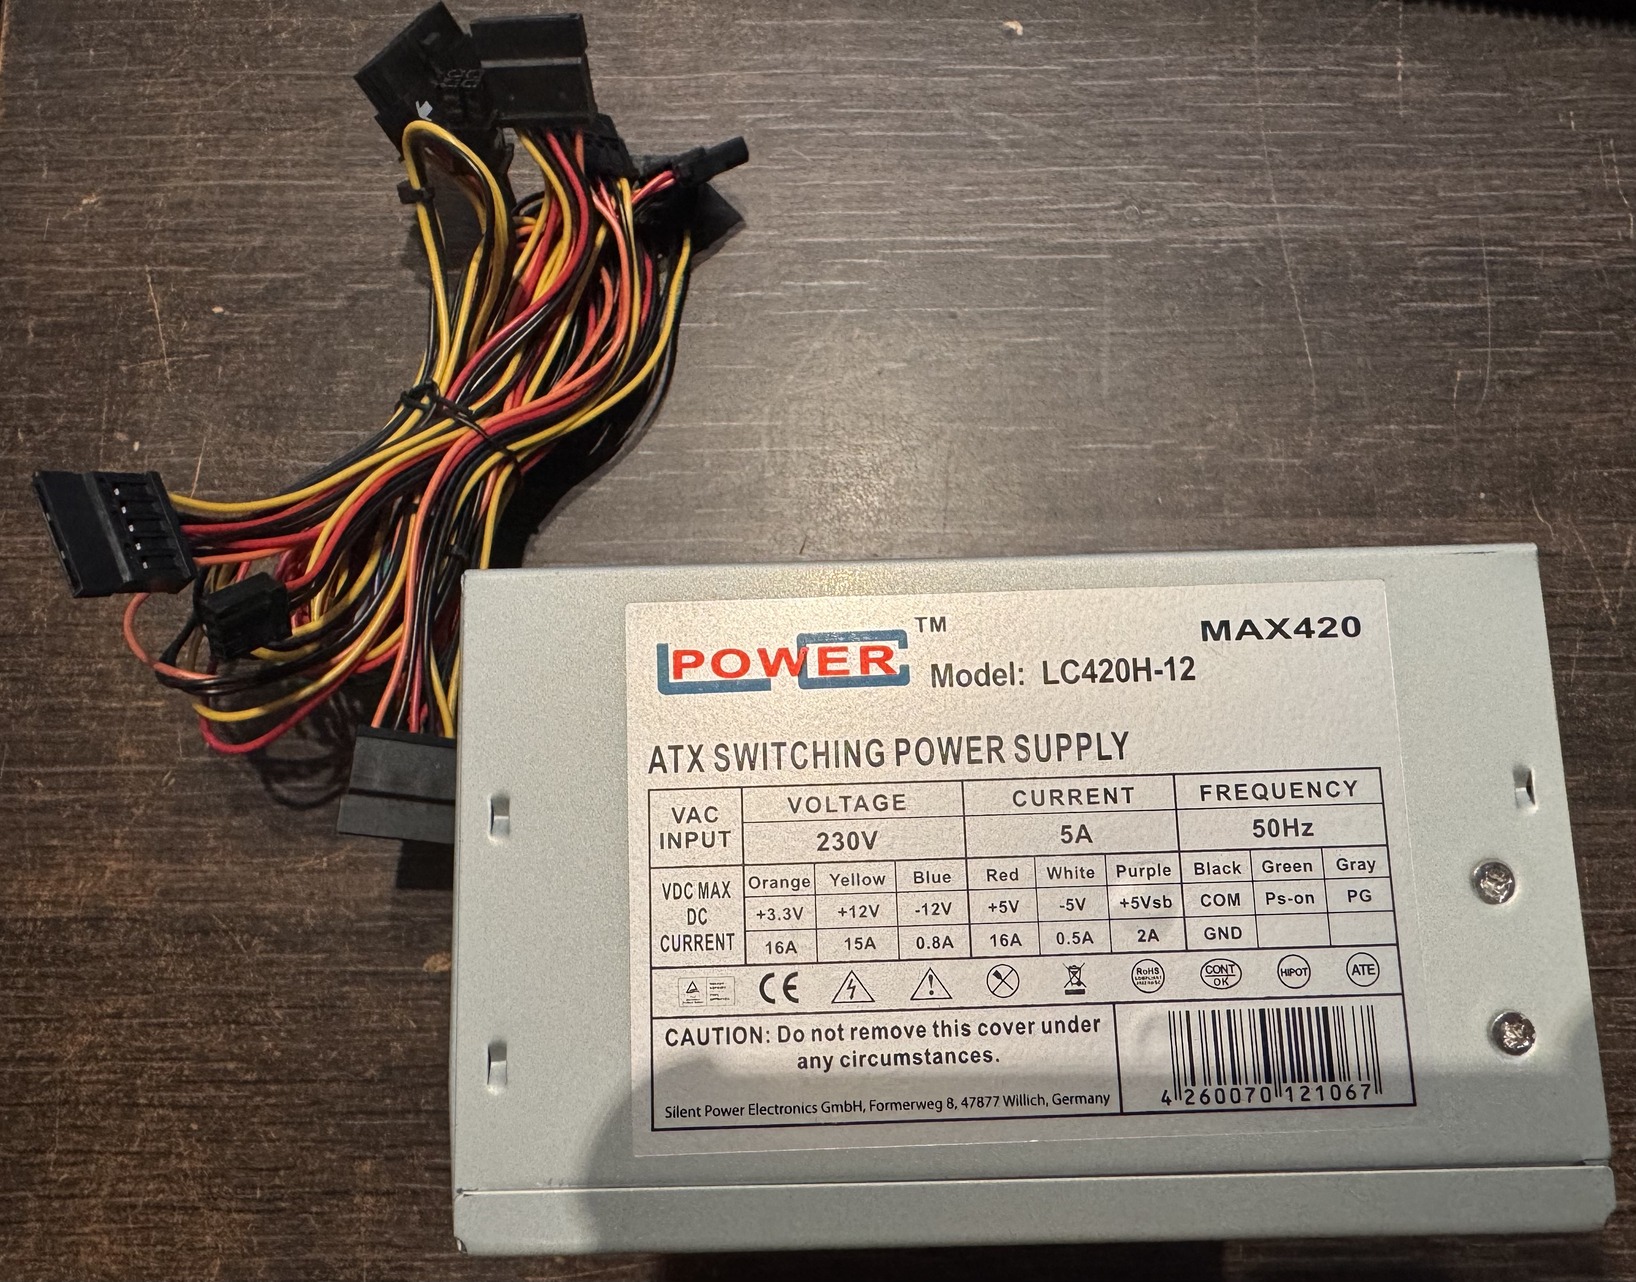 LC POWER TM
MAX420
Model: LC420H-12
ATX SWITCHING POWER SUPPLY
VAC INPUT VOLTAGE CURRENT FREQUENCY
230V 5A 50Hz
VDC MAX DC CURRENT Orange Yellow Blue Red White Purple Black Green Gray
+3.3V +12V -12V +5V -5V +5Vsb COM Ps-on PG
16A 15A 0.8A 16A 0.5A 2A GND
CE RoHS CONT OK HIPOT ATE
CAUTION: Do not remove this cover under
any circumstances.
Silent Power Electronics GmbH, Formerweg 8, 47877 Willich, Germany
4 260070 121067